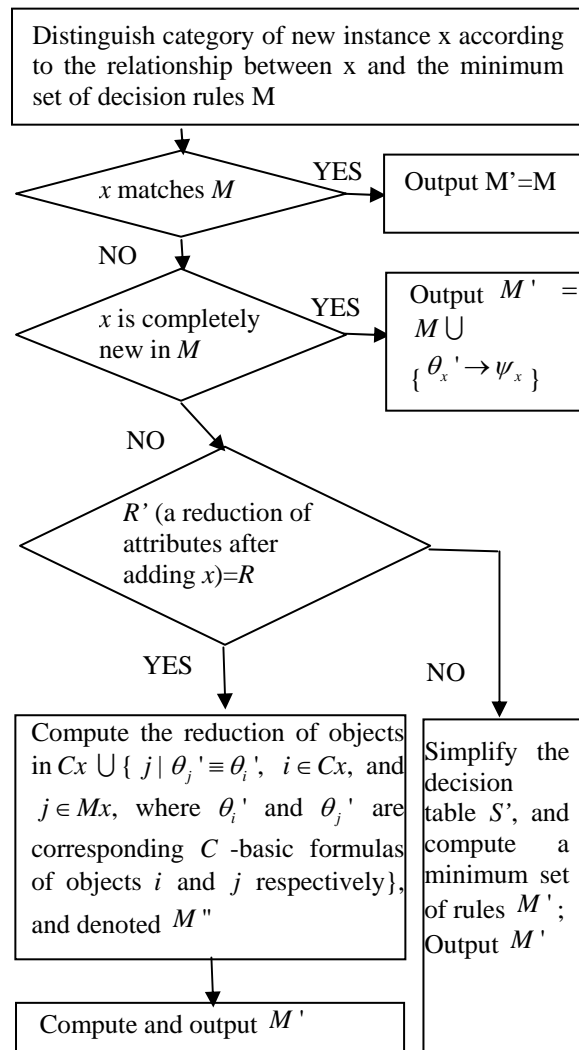 Distinguish category of new instance x according
to the relationship between x and the minimum
set of decision rules M
YES
x matches M
Output M’=M
NO
x is completely
new in M
YES
Output M ' =
M ∪
{ θx ' → ψx }
NO
R’ (a reduction of
attributes after
adding x)=R
YES
NO
Compute the reduction of objects
in Cx ∪ { j | θj ' ≡ θi ', i ∈ Cx, and
j ∈ Mx, where θi ' and θj ' are
corresponding C -basic formulas
of objects i and j respectively},
and denoted M "
Simplify the
decision
table S’, and
compute a
minimum set
of rules M ' ;
Output M '
Compute and output M '